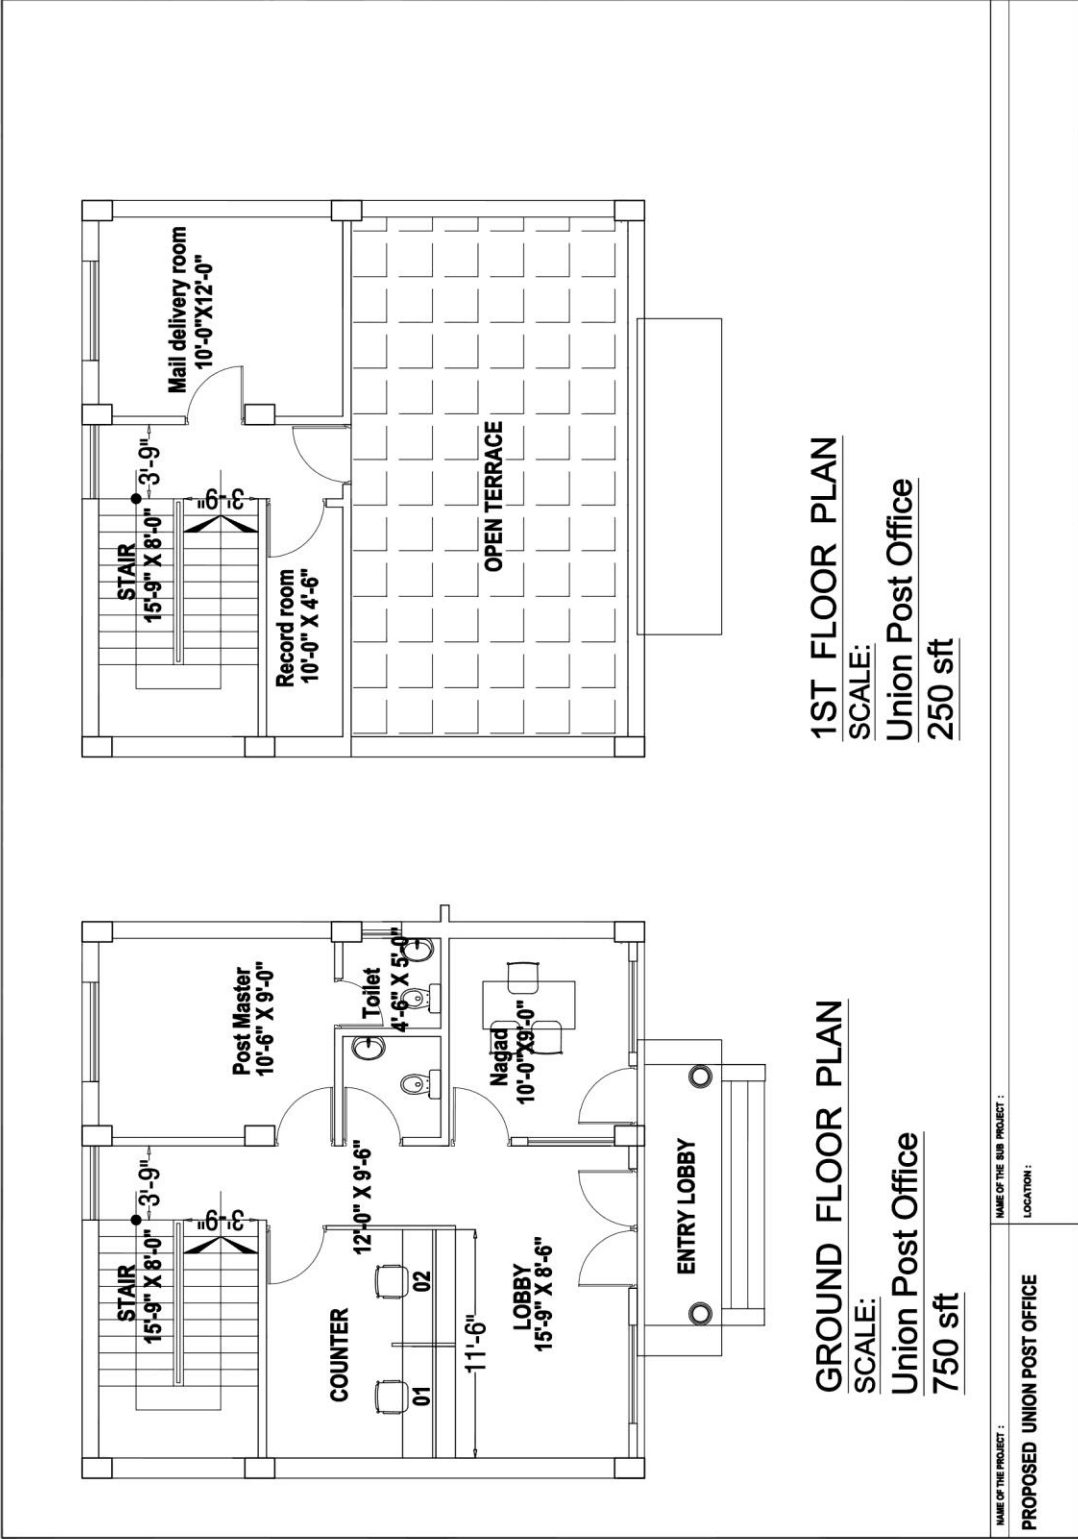 STAIR
15'-9" X 8'-0"
3'-9"
3'-9"
Post Master
10'-6" X 9'-0"
Toilet
4'-6" X 5'-0"
COUNTER
12'-0" X 9'-6"
01
02
11'-6"
LOBBY
15'-9" X 8'-6"
Nagad
10'-0"X9'-0"
ENTRY LOBBY
GROUND FLOOR PLAN
SCALE:
Union Post Office
750 sft
STAIR
15'-9" X 8'-0"
3'-9"
3'-9"
Mail delivery room
10'-0"X12'-0"
Record room
10'-0" X 4'-6"
OPEN TERRACE
1ST FLOOR PLAN
SCALE:
Union Post Office
250 sft
NAME OF THE PROJECT :
PROPOSED UNION POST OFFICE
NAME OF THE SUB PROJECT :
LOCATION :